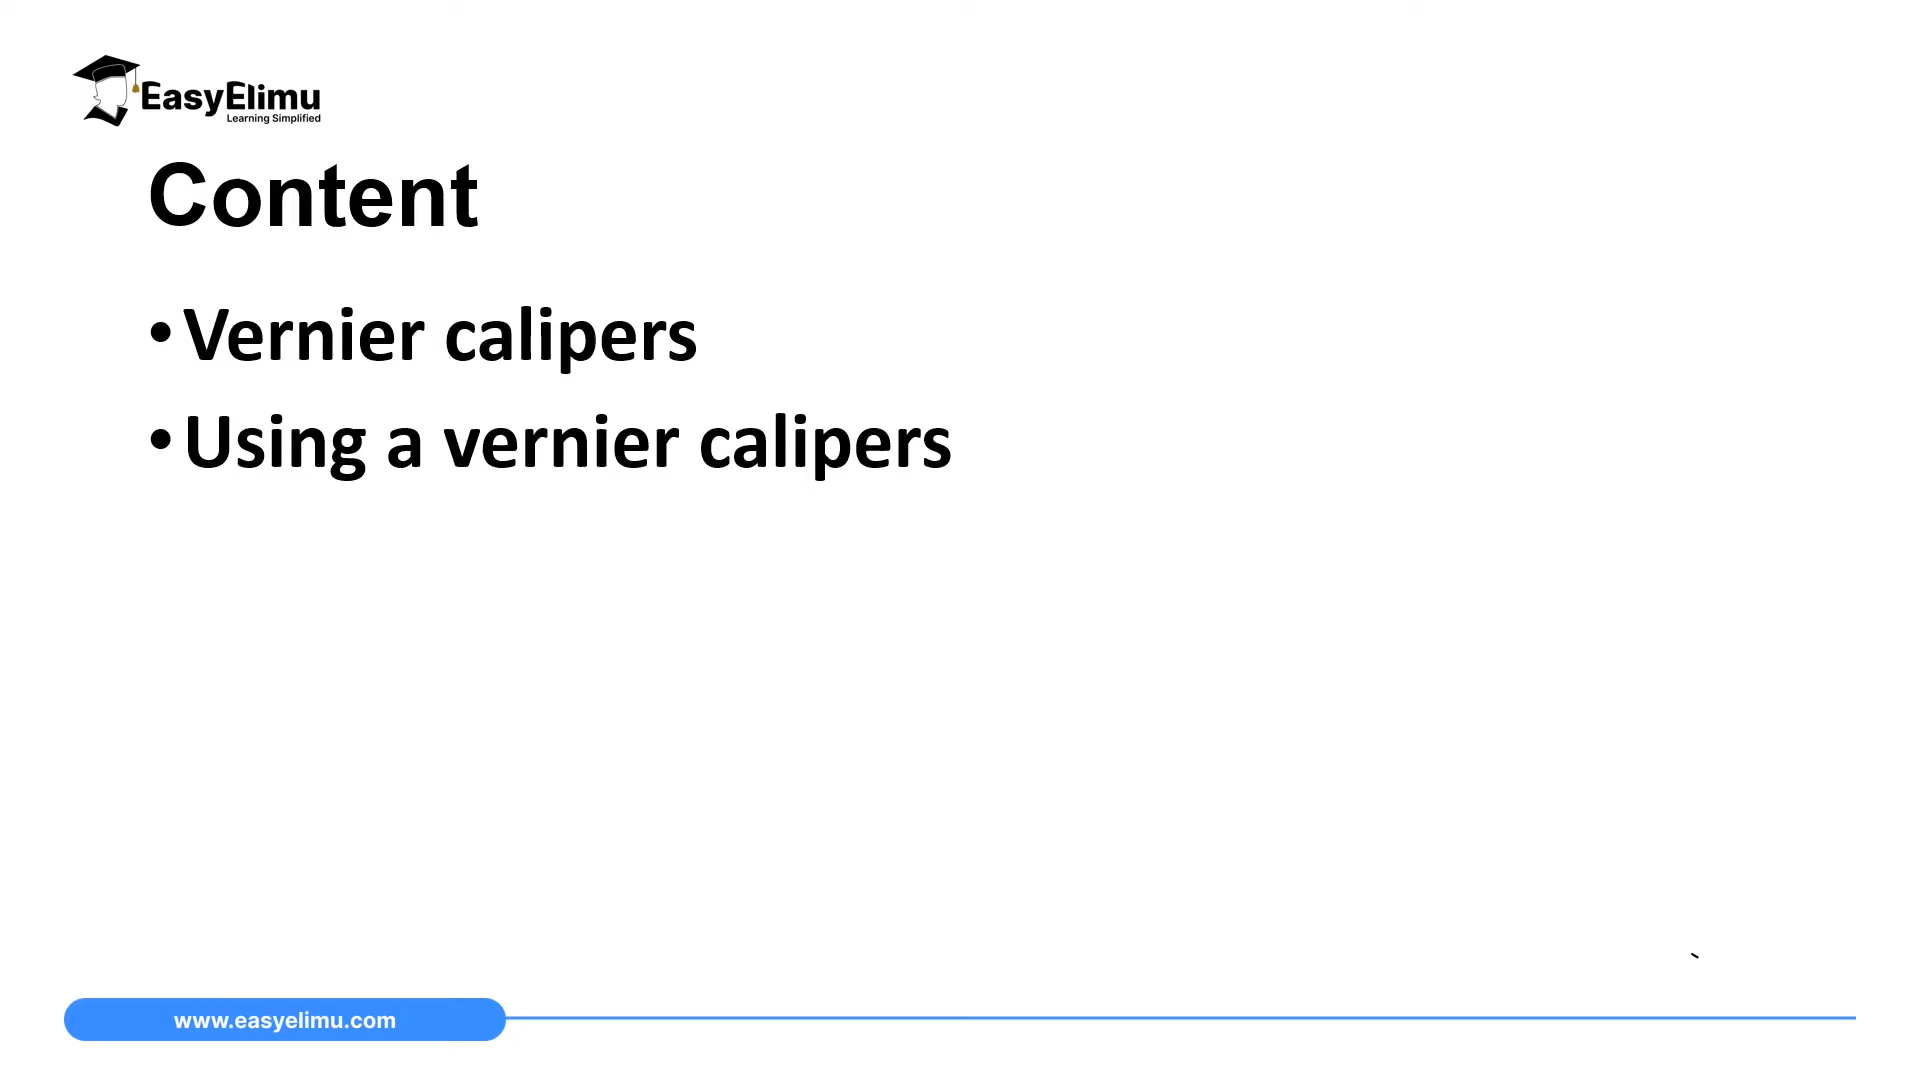 EasyElimu
Learning Simplified
Content
• Vernier calipers
• Using a vernier calipers
www.easyelimu.com